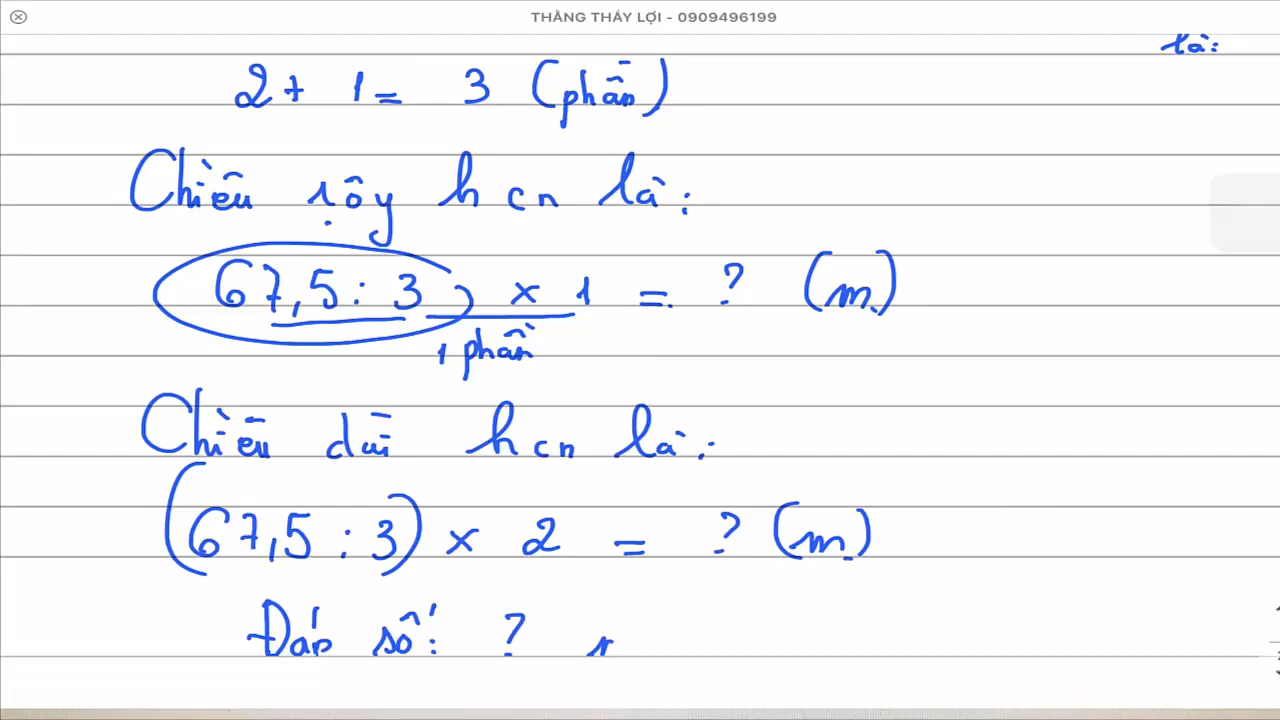 THẮNG THẦY LỢI - 0909496199
là:
2 + 1 = 3 (phần)
Chiều rộng hcn là:
67,5 : 3) x 1 = ? (m)
1 phần
Chiều dài hcn là:
(67,5 : 3) x 2 = ? (m)
Đáp số: ?